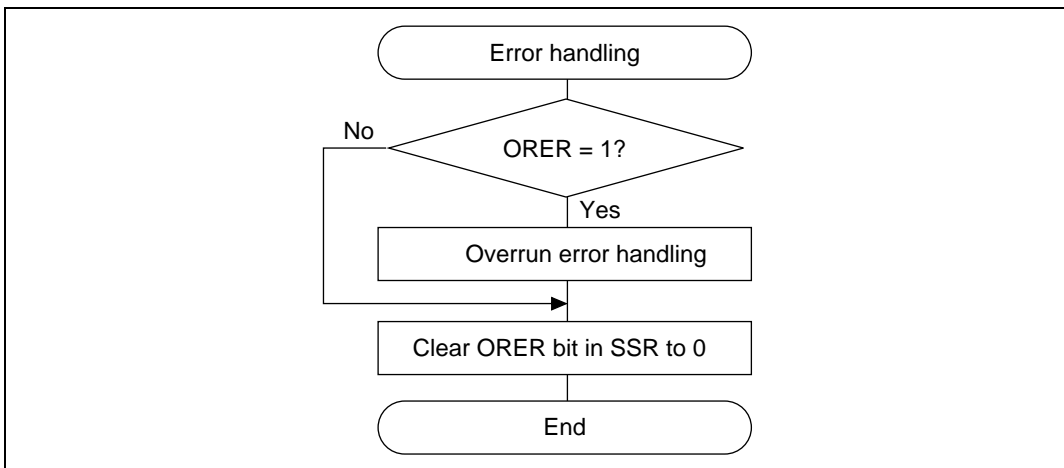 Error handling
No
ORER = 1?
Yes
Overrun error handling
Clear ORER bit in SSR to 0
End